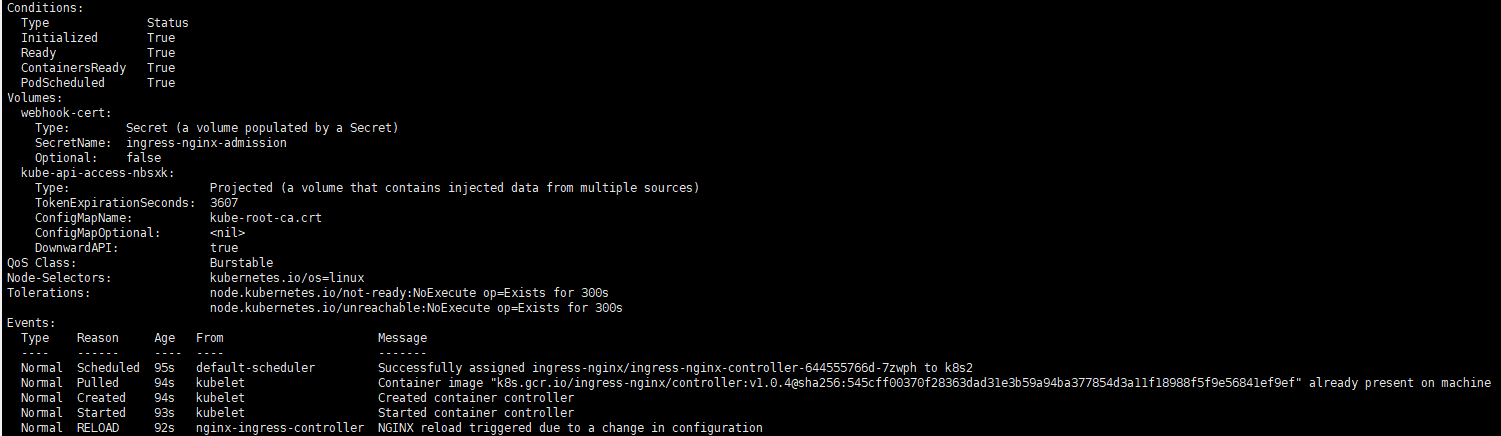 Conditions:
  Type              Status
  Initialized       True
  Ready             True
  ContainersReady   True
  PodScheduled      True
Volumes:
  webhook-cert:
    Type:        Secret (a volume populated by a Secret)
    SecretName:  ingress-nginx-admission
    Optional:    false
  kube-api-access-nbsxk:
    Type:                    Projected (a volume that contains injected data from multiple sources)
    TokenExpirationSeconds:  3607
    ConfigMapName:           kube-root-ca.crt
    ConfigMapOptional:       <nil>
    DownwardAPI:             true
QoS Class:                   Burstable
Node-Selectors:              kubernetes.io/os=linux
Tolerations:                 node.kubernetes.io/not-ready:NoExecute op=Exists for 300s
                             node.kubernetes.io/unreachable:NoExecute op=Exists for 300s
Events:
  Type    Reason     Age   From                      Message
  ----    ------     ----  ----                      -------
  Normal  Scheduled  95s   default-scheduler         Successfully assigned ingress-nginx/ingress-nginx-controller-644555766d-7zwph to k8s2
  Normal  Pulled     94s   kubelet                   Container image "k8s.gcr.io/ingress-nginx/controller:v1.0.4@sha256:545cff00370f28363dad31e3b59a94ba377854d3a11f18988f5f9e56841ef9ef" already present on machine
  Normal  Created    94s   kubelet                   Created container controller
  Normal  Started    93s   kubelet                   Started container controller
  Normal  RELOAD     92s   nginx-ingress-controller  NGINX reload triggered due to a change in configuration